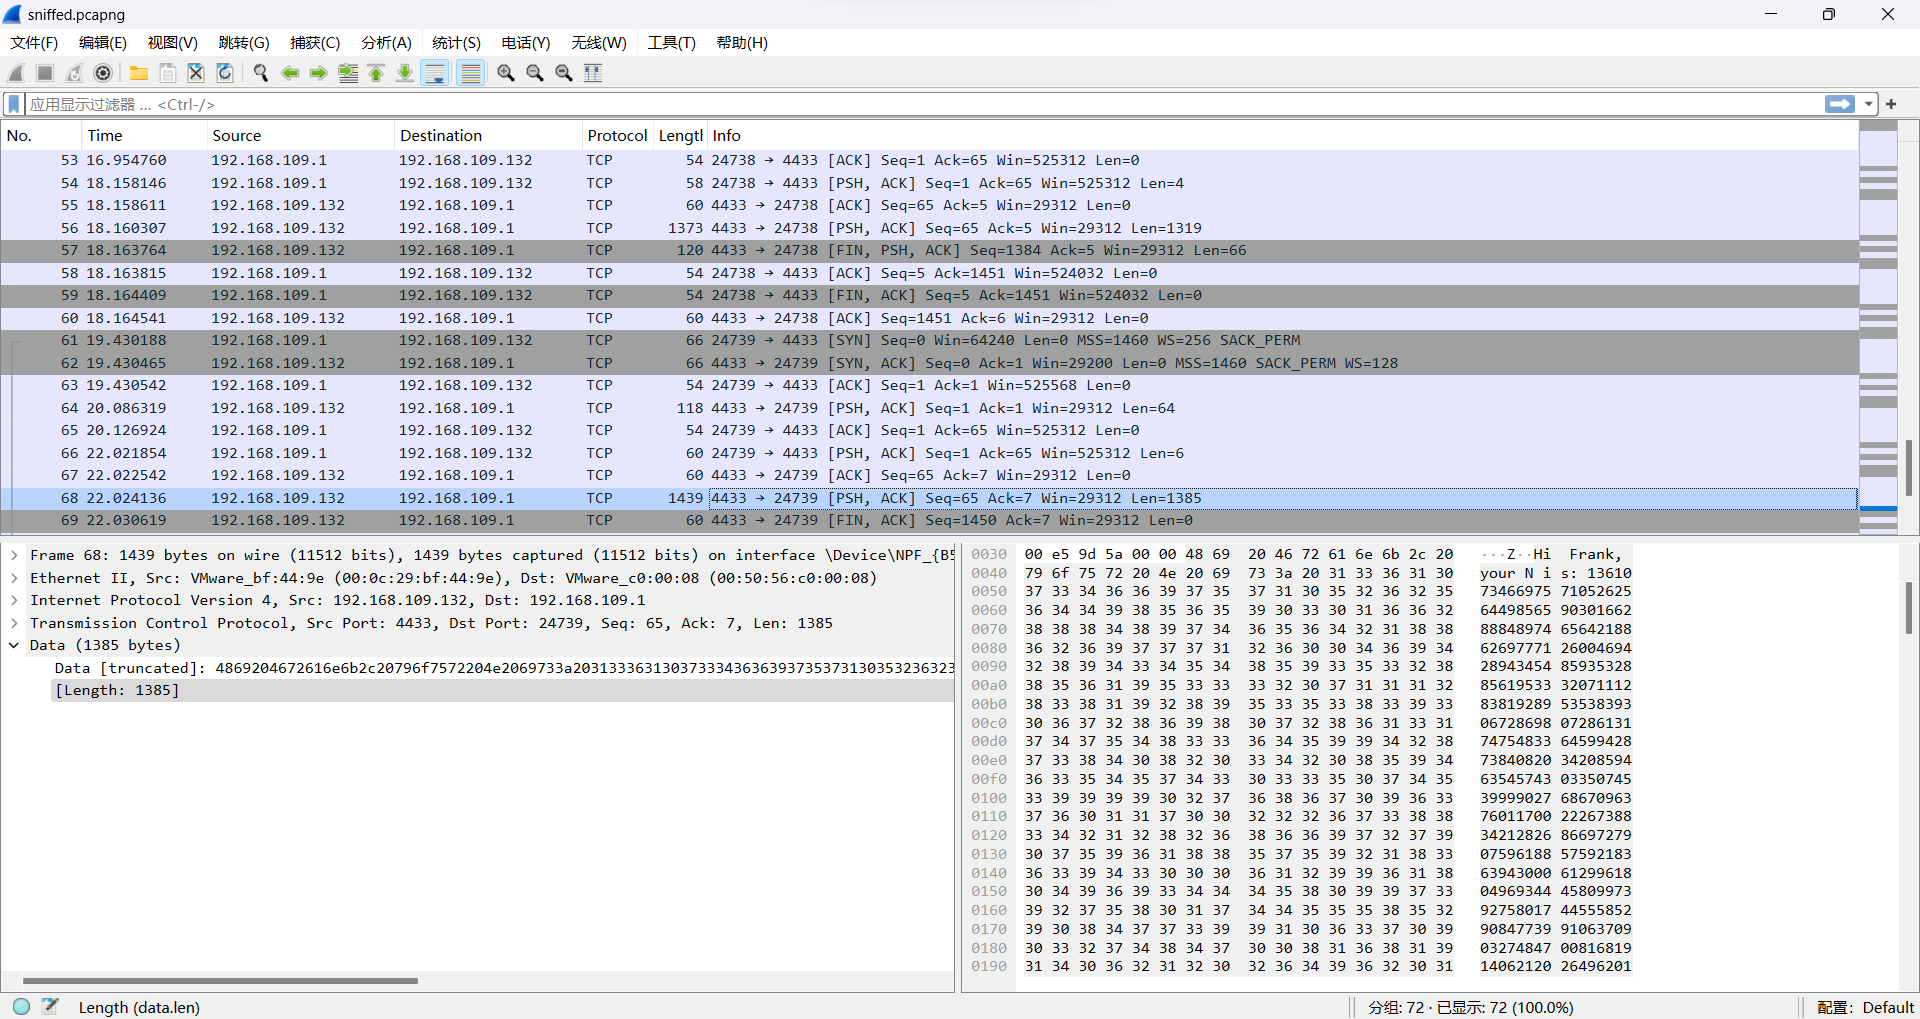 sniffed.pcapng
文件(F) 编辑(E) 视图(V) 跳转(G) 捕获(C) 分析(A) 统计(S) 电话(Y) 无线(W) 工具(T) 帮助(H)
应用显示过滤器 … <Ctrl-/>
No. Time Source Destination Protocol Length Info
53 16.954760 192.168.109.1 192.168.109.132 TCP 54 24738 → 4433 [ACK] Seq=1 Ack=65 Win=525312 Len=0
54 18.158146 192.168.109.1 192.168.109.132 TCP 58 24738 → 4433 [PSH, ACK] Seq=1 Ack=65 Win=525312 Len=4
55 18.158611 192.168.109.132 192.168.109.1 TCP 60 4433 → 24738 [ACK] Seq=65 Ack=5 Win=29312 Len=0
56 18.160307 192.168.109.132 192.168.109.1 TCP 1373 4433 → 24738 [PSH, ACK] Seq=65 Ack=5 Win=29312 Len=1319
57 18.163764 192.168.109.132 192.168.109.1 TCP 120 4433 → 24738 [FIN, PSH, ACK] Seq=1384 Ack=5 Win=29312 Len=66
58 18.163815 192.168.109.1 192.168.109.132 TCP 54 24738 → 4433 [ACK] Seq=5 Ack=1451 Win=524032 Len=0
59 18.164409 192.168.109.1 192.168.109.132 TCP 54 24738 → 4433 [FIN, ACK] Seq=5 Ack=1451 Win=524032 Len=0
60 18.164541 192.168.109.132 192.168.109.1 TCP 60 4433 → 24738 [ACK] Seq=1451 Ack=6 Win=29312 Len=0
61 19.430188 192.168.109.1 192.168.109.132 TCP 66 24739 → 4433 [SYN] Seq=0 Win=64240 Len=0 MSS=1460 WS=256 SACK_PERM
62 19.430465 192.168.109.132 192.168.109.1 TCP 66 4433 → 24739 [SYN, ACK] Seq=0 Ack=1 Win=29200 Len=0 MSS=1460 SACK_PERM WS=128
63 19.430542 192.168.109.1 192.168.109.132 TCP 54 24739 → 4433 [ACK] Seq=1 Ack=1 Win=525568 Len=0
64 20.086319 192.168.109.132 192.168.109.1 TCP 118 4433 → 24739 [PSH, ACK] Seq=1 Ack=1 Win=29312 Len=64
65 20.126924 192.168.109.1 192.168.109.132 TCP 54 24739 → 4433 [ACK] Seq=1 Ack=65 Win=525312 Len=0
66 22.021854 192.168.109.1 192.168.109.132 TCP 60 24739 → 4433 [PSH, ACK] Seq=1 Ack=65 Win=525312 Len=6
67 22.022542 192.168.109.132 192.168.109.1 TCP 60 4433 → 24739 [ACK] Seq=65 Ack=7 Win=29312 Len=0
68 22.024136 192.168.109.132 192.168.109.1 TCP 1439 4433 → 24739 [PSH, ACK] Seq=65 Ack=7 Win=29312 Len=1385
69 22.030619 192.168.109.132 192.168.109.1 TCP 60 4433 → 24739 [FIN, ACK] Seq=1450 Ack=7 Win=29312 Len=0
Frame 68: 1439 bytes on wire (11512 bits), 1439 bytes captured (11512 bits) on interface \Device\NPF_{B5
Ethernet II, Src: VMware_bf:44:9e (00:0c:29:bf:44:9e), Dst: VMware_c0:00:08 (00:50:56:c0:00:08)
Internet Protocol Version 4, Src: 192.168.109.132, Dst: 192.168.109.1
Transmission Control Protocol, Src Port: 4433, Dst Port: 24739, Seq: 65, Ack: 7, Len: 1385
Data (1385 bytes)
Data [truncated]: 4869204672616e6b2c20796f7572204e2069733a2031333631303733343636393735373130353236323
[Length: 1385]
0030 00 e5 9d 5a 00 00 48 69 20 46 72 61 6e 6b 2c 20 ···Z··Hi Frank,
0040 79 6f 75 72 20 4e 20 69 73 3a 20 31 33 36 31 30 your N i s: 13610
0050 37 33 34 36 36 39 37 35 37 31 30 35 32 36 32 35 73466975 71052625
0060 36 34 34 39 38 35 36 35 39 30 33 30 31 36 36 32 64498565 90301662
0070 38 38 38 34 38 39 37 34 36 35 36 34 32 31 38 38 88848974 65642188
0080 36 32 36 39 37 37 37 31 32 36 30 30 34 36 39 34 62697771 26004694
0090 32 38 39 34 33 34 35 34 38 35 39 33 35 33 32 38 28943454 85935328
00a0 38 35 36 31 39 35 33 33 33 32 30 37 31 31 31 32 85619533 32071112
00b0 38 33 38 31 39 32 38 39 35 33 35 33 38 33 39 33 83819289 53538393
00c0 30 36 37 32 38 36 39 38 30 37 32 38 36 31 33 31 06728698 07286131
00d0 37 34 37 35 34 38 33 33 36 34 35 39 39 34 32 38 74754833 64599428
00e0 37 33 38 34 30 38 32 30 33 34 32 30 38 35 39 34 73840820 34208594
00f0 36 33 35 34 35 37 34 33 30 33 33 35 30 37 34 35 63545743 03350745
0100 33 39 39 39 39 30 32 37 36 38 36 37 30 39 36 33 39999027 68670963
0110 37 36 30 31 31 37 30 30 32 32 32 36 37 33 38 38 76011700 22267388
0120 33 34 32 31 32 38 32 36 38 36 36 39 37 32 37 39 34212826 86697279
0130 30 37 35 39 36 31 38 38 35 37 35 39 32 31 38 33 07596188 57592183
0140 36 33 39 34 33 30 30 30 36 31 32 39 39 36 31 38 63943000 61299618
0150 30 34 39 36 39 33 34 34 34 35 38 30 39 39 37 33 04969344 45809973
0160 39 32 37 35 38 30 31 37 34 34 35 35 35 38 35 32 92758017 44555852
0170 39 30 38 34 37 37 33 39 39 31 30 36 33 37 30 39 90847739 91063709
0180 30 33 32 37 34 38 34 37 30 30 38 31 36 38 31 39 03274847 00816819
0190 31 34 30 36 32 31 32 30 32 36 34 39 36 32 30 31 14062120 26496201
Length (data.len) 分组: 72 · 已显示: 72 (100.0%) 配置: Default